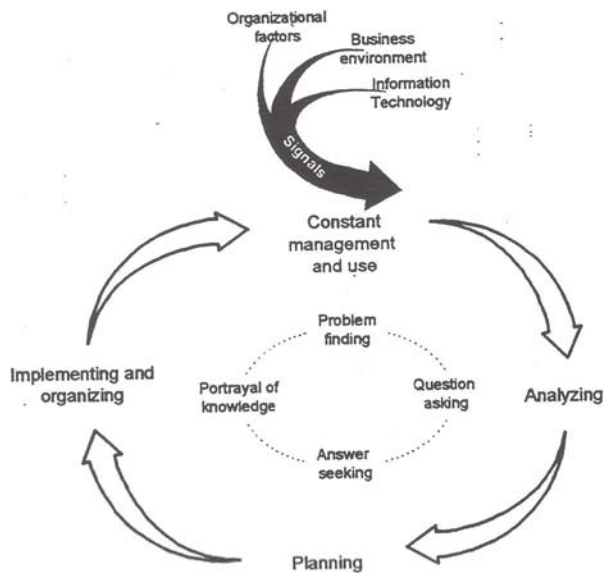 Organizational
factors
Business
environment
Information
Technology
Signals
Constant
management
and use
Problem
finding
Implementing and
organizing
Portrayal of
knowledge
Question
asking
Analyzing
Answer
seeking
Planning